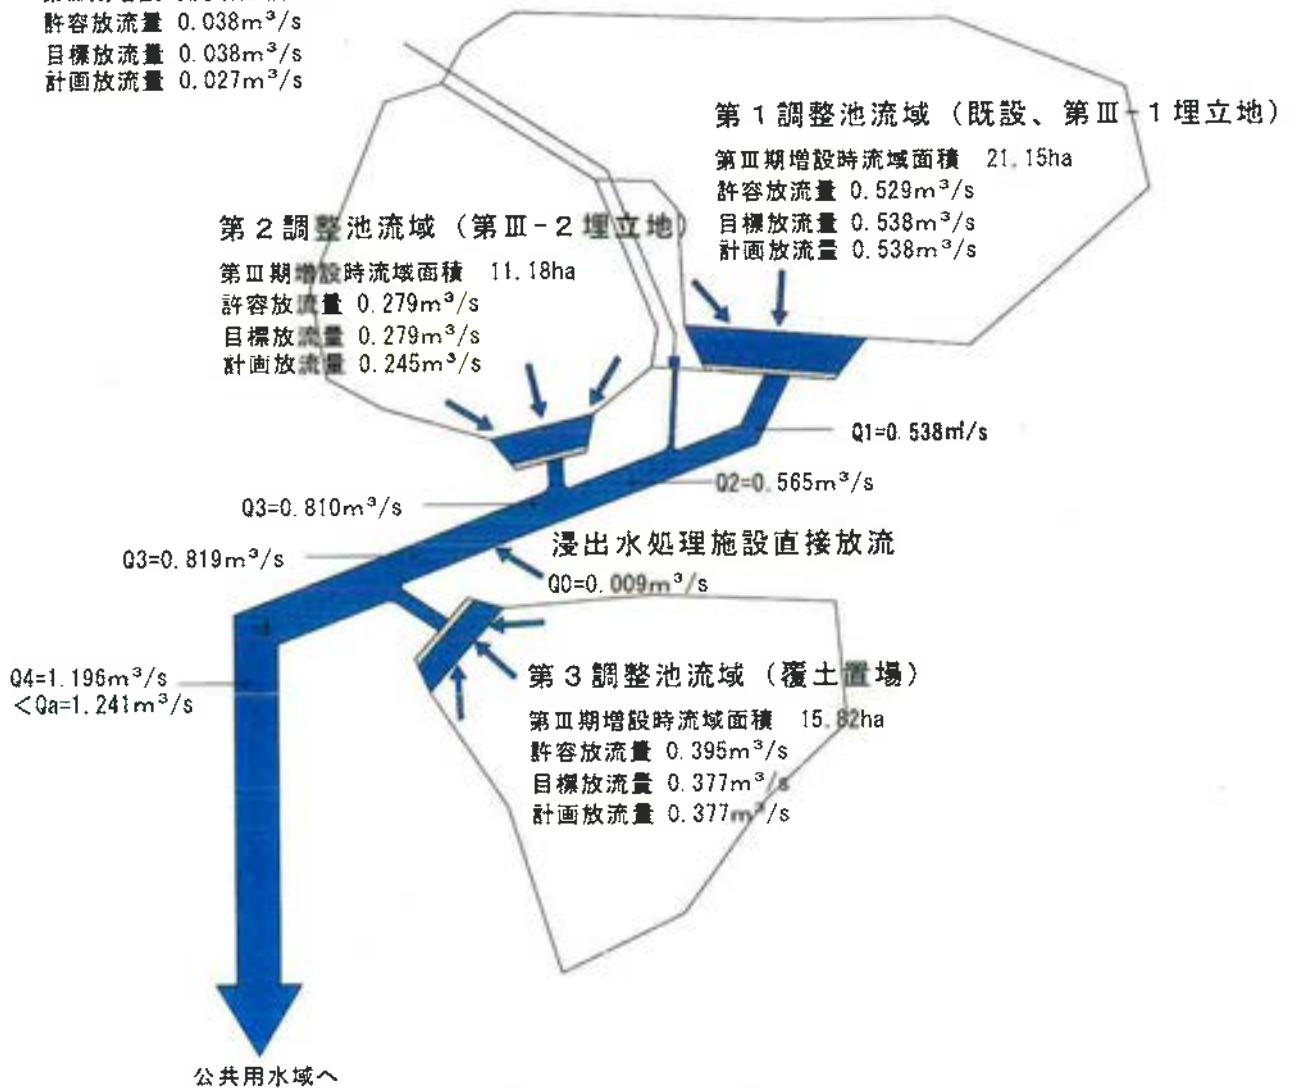 許容放流量 0.038m³/s
目標放流量 0.038m³/s
計画放流量 0.027m³/s
第1調整池流域(既設、第Ⅲ-1埋立地)
第Ⅲ期増設時流域面積 21.15ha
許容放流量 0.529m³/s
目標放流量 0.538m³/s
計画放流量 0.538m³/s
第2調整池流域(第Ⅲ-2埋立地)
第Ⅲ期増設時流域面積 11.18ha
許容放流量 0.279m³/s
目標放流量 0.279m³/s
計画放流量 0.245m³/s
Q1=0.538㎥/s
Q2=0.565m³/s
Q3=0.810m³/s
浸出水処理施設直接放流
Q0=0.009m³/s
Q3=0.819m³/s
第3調整池流域(覆土置場)
第Ⅲ期増設時流域面積 15.82ha
許容放流量 0.395m³/s
目標放流量 0.377m³/s
計画放流量 0.377m³/s
Q4=1.196m³/s
<Qa=1.241m³/s
公共用水域へ